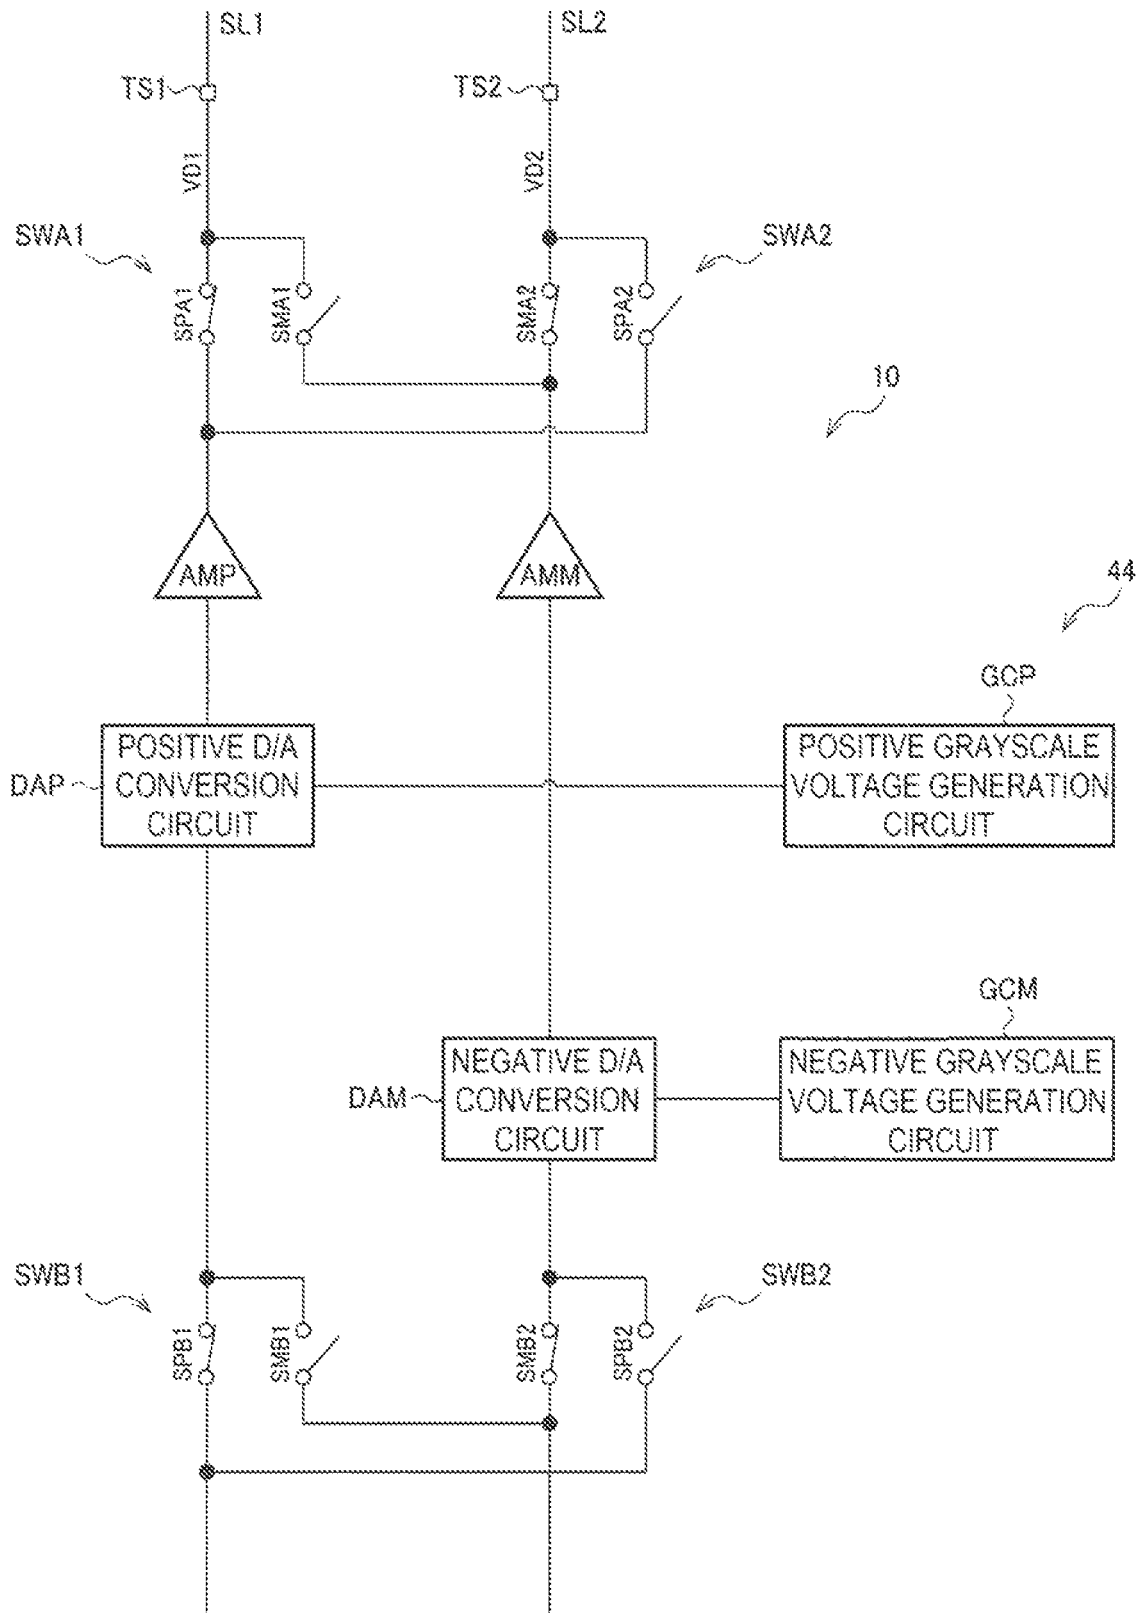 SL1
SL2
TS1
TS2
VD1
VD2
SWA1
SWA2
SPA1
SMA1
SMA2
SPA2
10
AMP
AMM
44
GCP
DAP
POSITIVE D/A
CONVERSION
CIRCUIT
POSITIVE GRAYSCALE
VOLTAGE GENERATION
CIRCUIT
GCM
DAM
NEGATIVE D/A
CONVERSION
CIRCUIT
NEGATIVE GRAYSCALE
VOLTAGE GENERATION
CIRCUIT
SWB1
SWB2
SPB1
SMB1
SMB2
SPB2